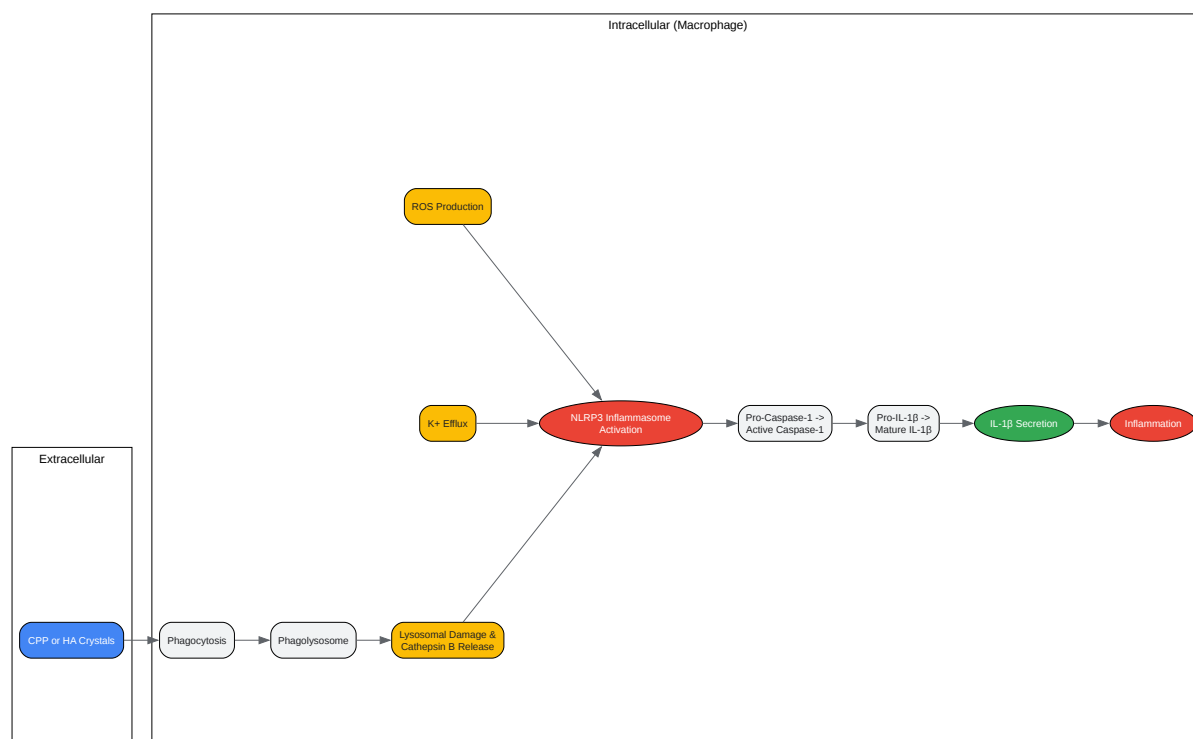 Intracellular (Macrophage)
ROS Production
K+ Efflux
NLRP3 Inflammasome
Activation
Pro-Caspase-1 ->
Active Caspase-1
Pro-IL-1β ->
Mature IL-1β
IL-1β Secretion
Inflammation
Extracellular
CPP or HA Crystals
Phagocytosis
Phagolysosome
Lysosomal Damage &
Cathepsin B Release